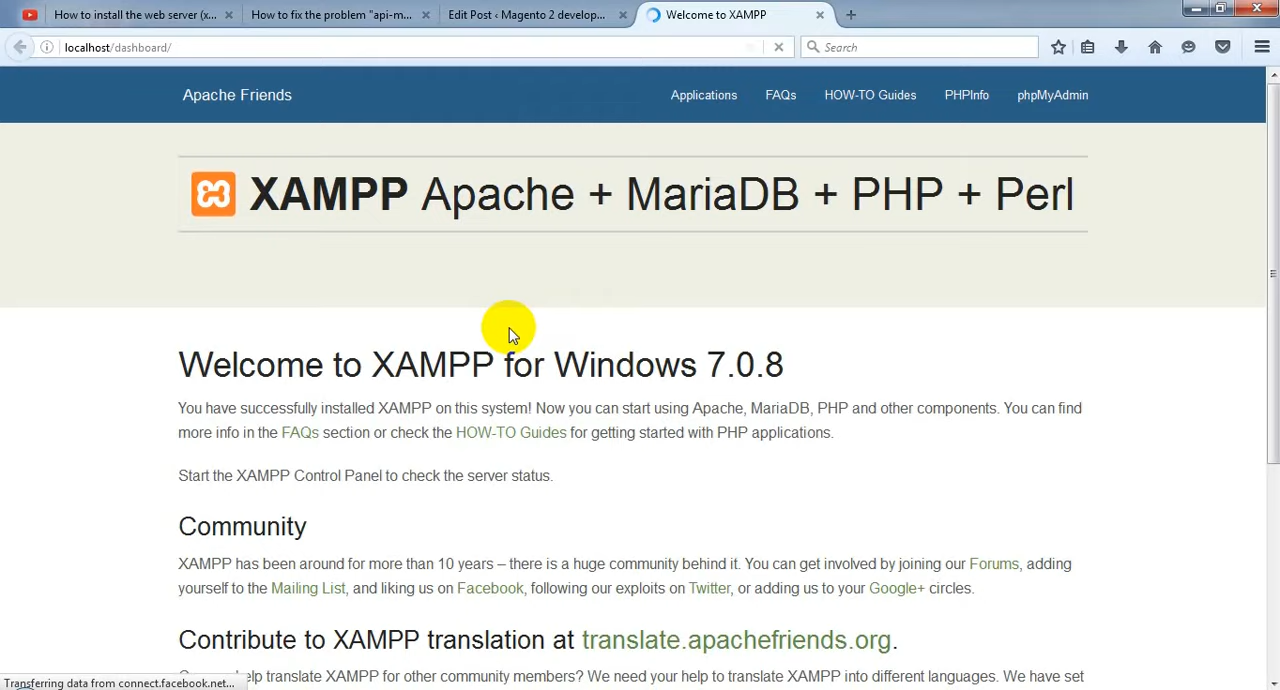 How to install the web server (x...
How to fix the problem "api-m...
Edit Post ‹ Magento 2 develop...
Welcome to XAMPP
localhost/dashboard/
Search
Apache Friends
Applications
FAQs
HOW-TO Guides
PHPInfo
phpMyAdmin
XAMPP Apache + MariaDB + PHP + Perl
Welcome to XAMPP for Windows 7.0.8
You have successfully installed XAMPP on this system! Now you can start using Apache, MariaDB, PHP and other components. You can find
more info in the FAQs section or check the HOW-TO Guides for getting started with PHP applications.
Start the XAMPP Control Panel to check the server status.
Community
XAMPP has been around for more than 10 years – there is a huge community behind it. You can get involved by joining our Forums, adding
yourself to the Mailing List, and liking us on Facebook, following our exploits on Twitter, or adding us to your Google+ circles.
Contribute to XAMPP translation at translate.apachefriends.org.
help translate XAMPP for other community members? We need your help to translate XAMPP into different languages. We have set
Transferring data from connect.facebook.net...